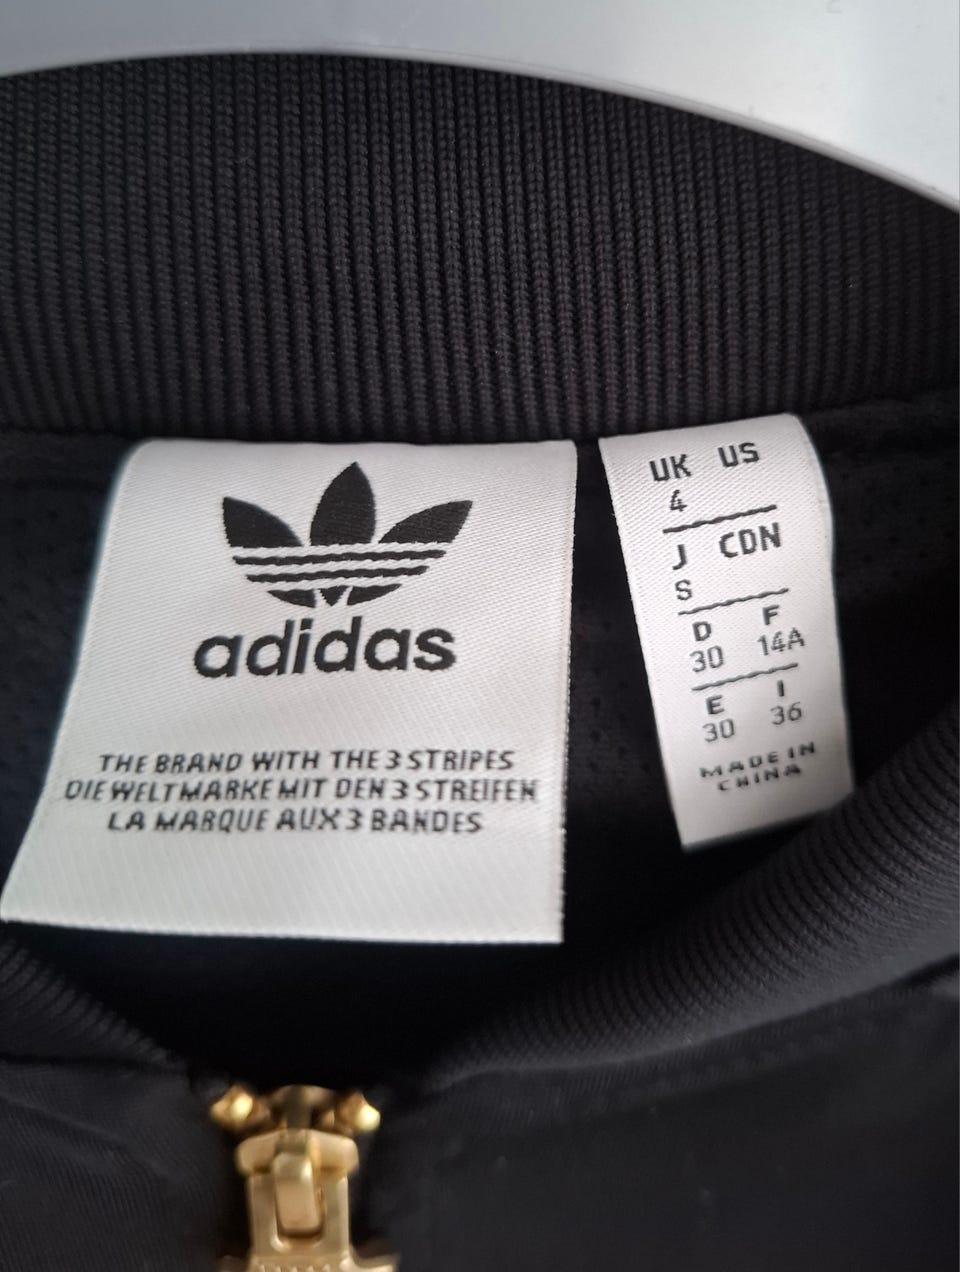 adidas
THE BRAND WITH THE 3 STRIPES
DIE WELTMARKE MIT DEN 3 STREIFEN
LA MARQUE AUX 3 BANDES
UK US
4
J CDN
S
D F
30 14A
E I
30 36
MADE IN
CHINA